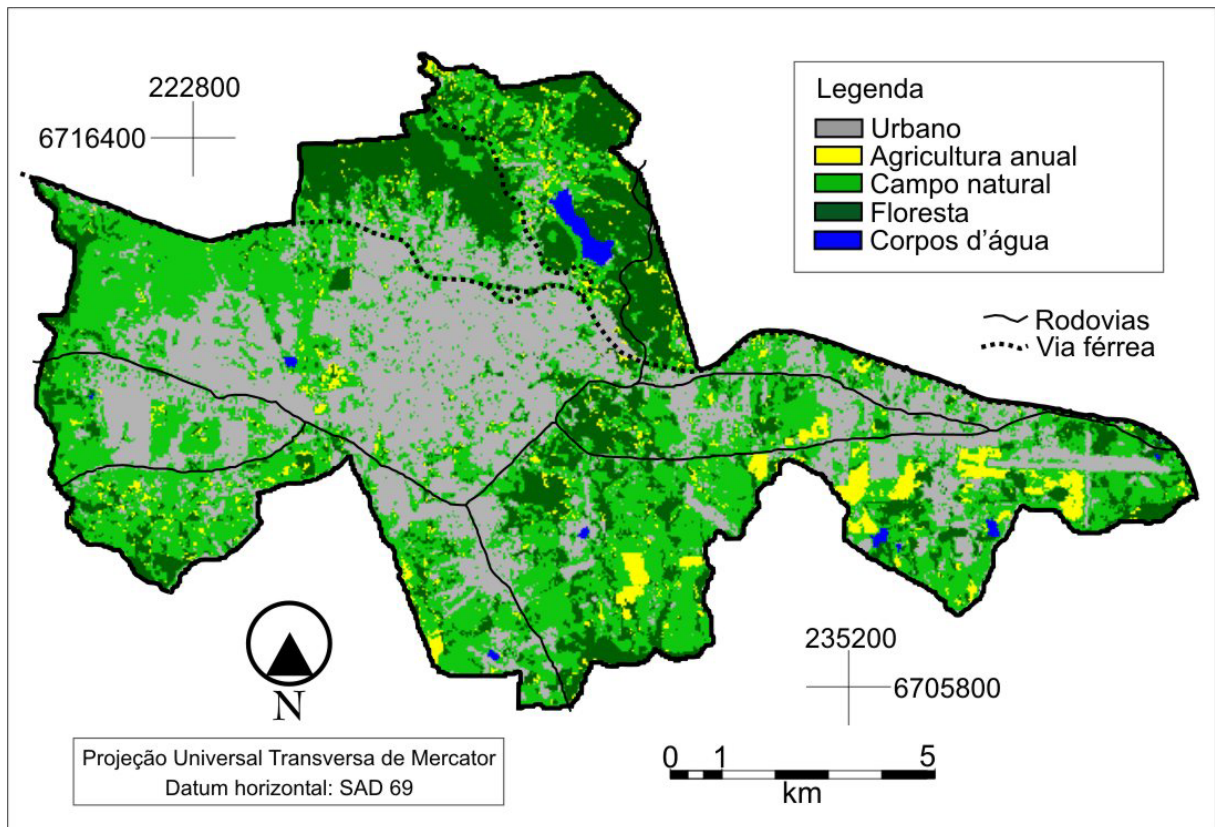 222800
6716400
Legenda
Urbano
Agricultura anual
Campo natural
Floresta
Corpos d'água
Rodovias
Via férrea
N
235200
6705800
Projeção Universal Transversa de Mercator
Datum horizontal: SAD 69
0 1 5
km